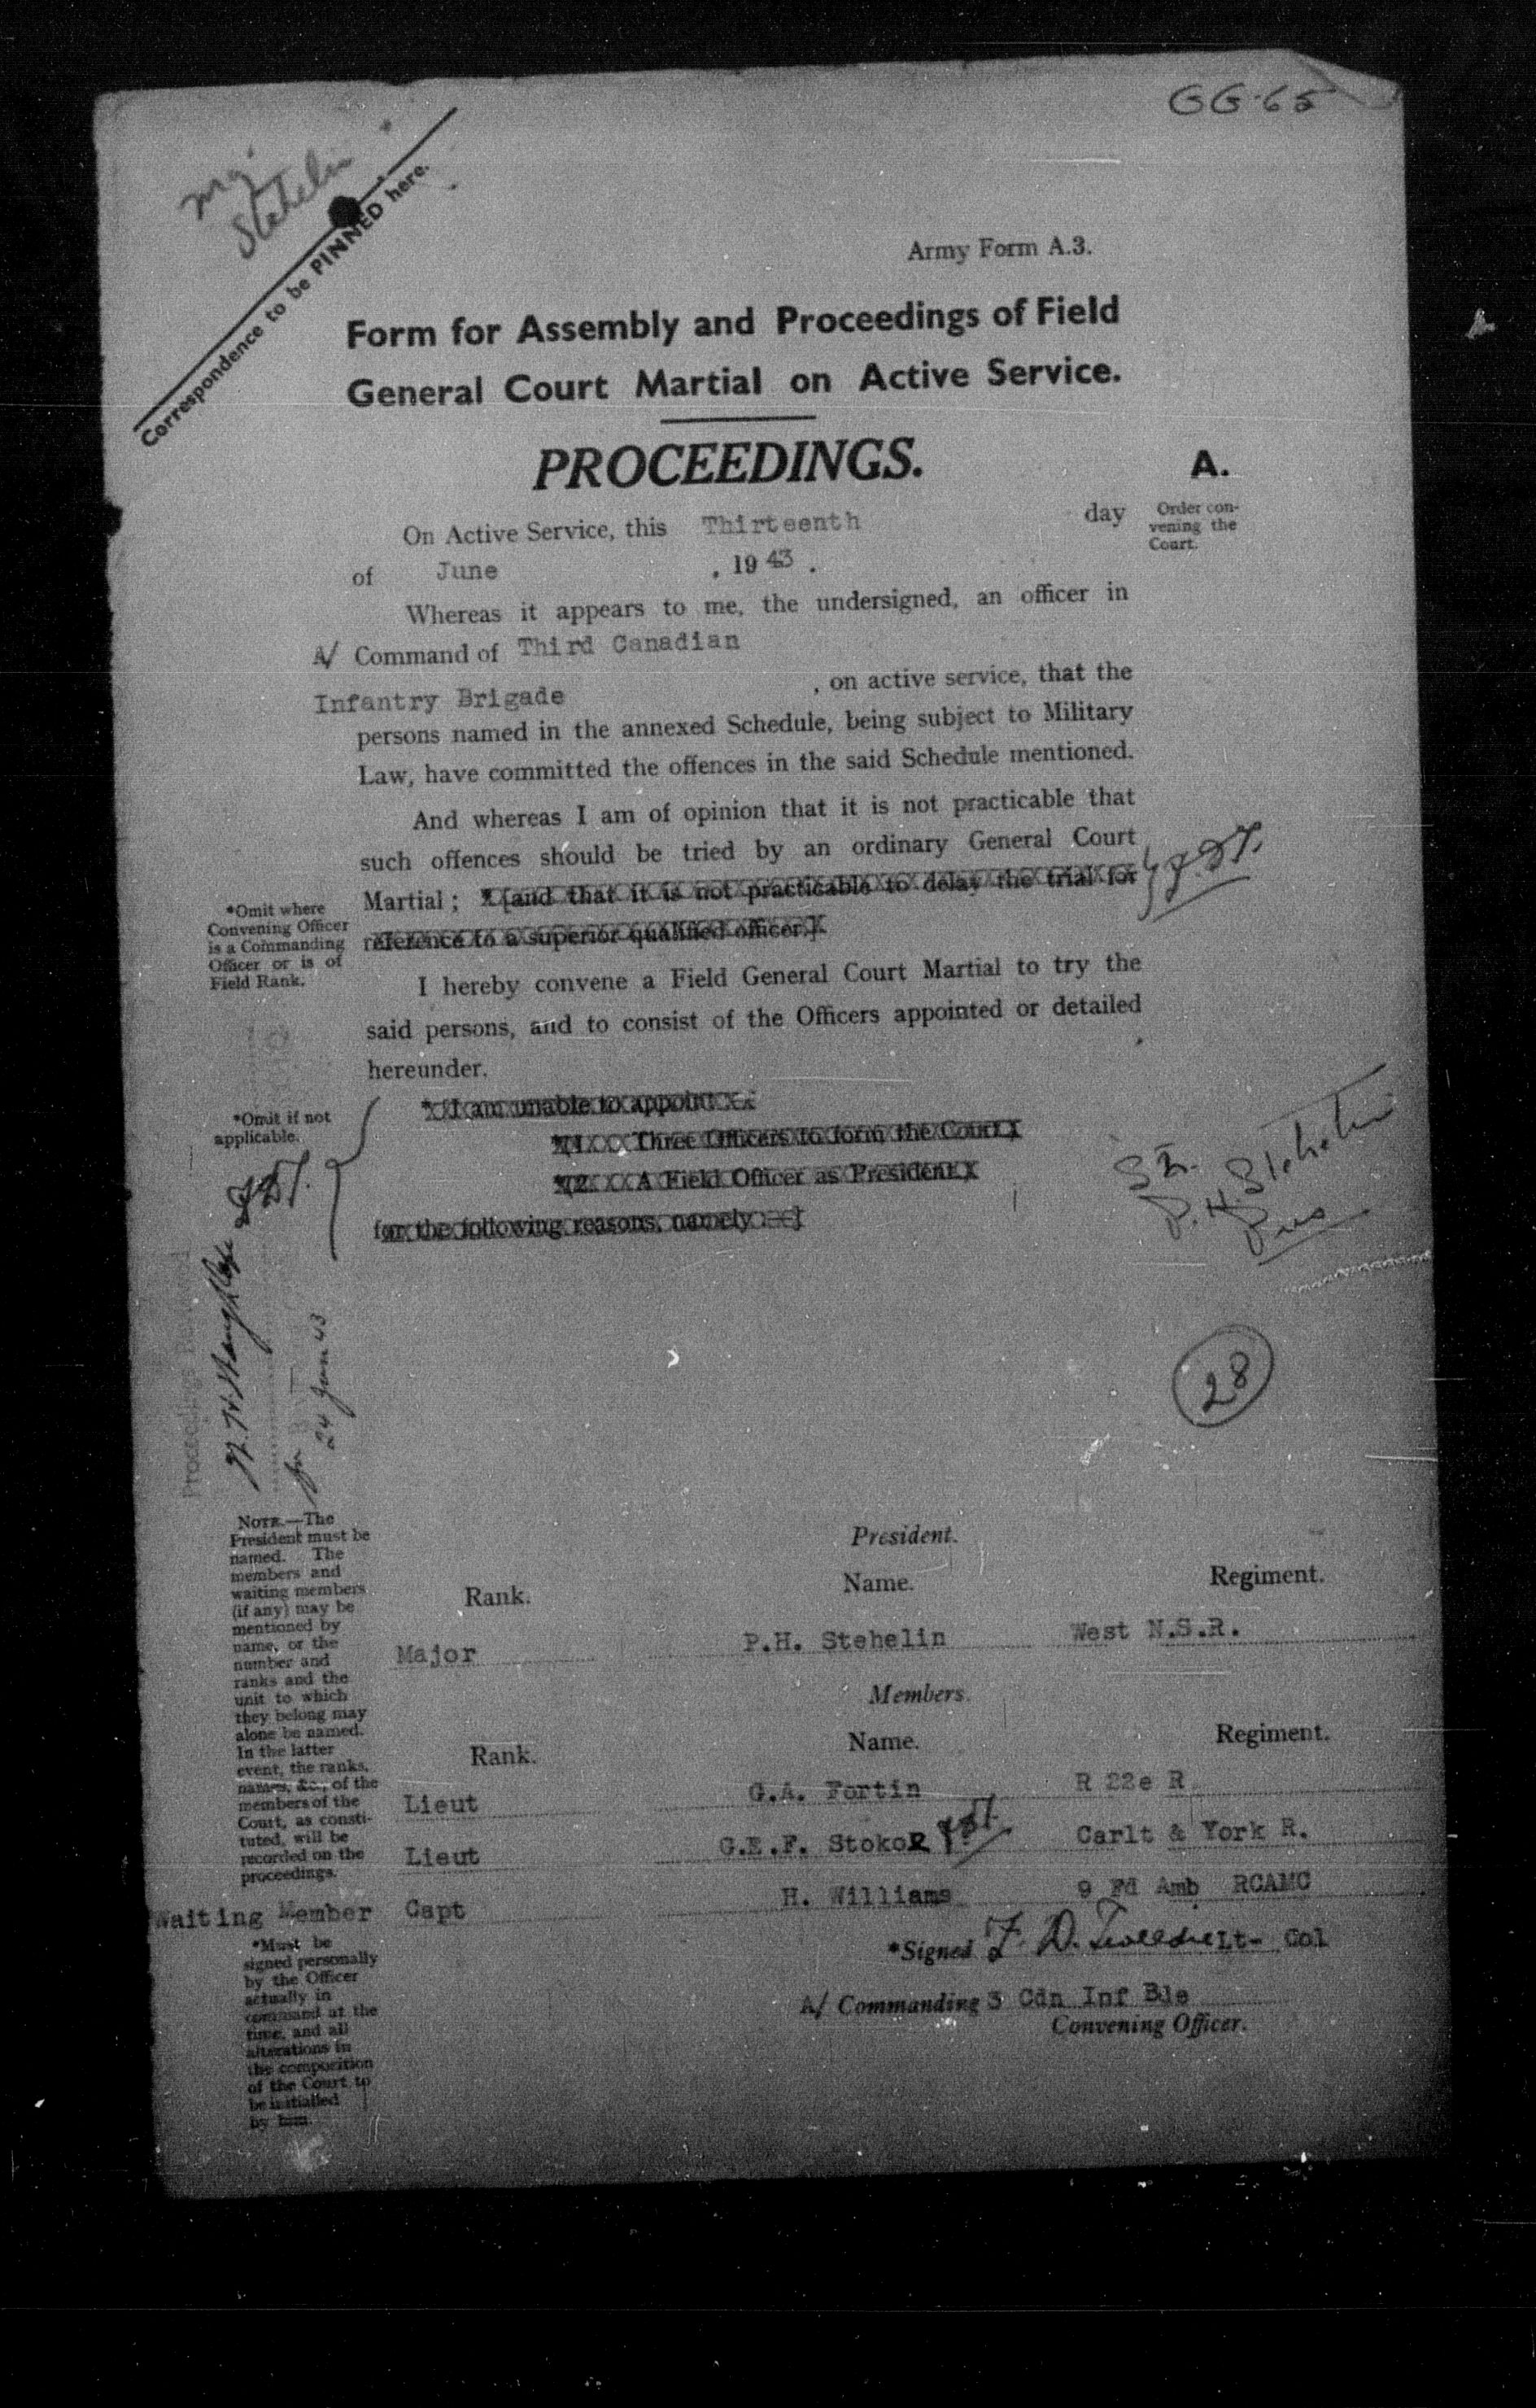 GG-65
Maj
Stehelin
Correspondence to be PINNED here.
Army Form A.3.
Form for Assembly and Proceedings of Field
General Court Martial on Active Service.
PROCEEDINGS.
A.
Order con-
vening the
Court.
On Active Service, this Thirteenth day
of June , 19 43 .
Whereas it appears to me, the undersigned, an officer in
A/ Command of Third Canadian
Infantry Brigade , on active service, that the
persons named in the annexed Schedule, being subject to Military
Law, have committed the offences in the said Schedule mentioned.
And whereas I am of opinion that it is not practicable that
such offences should be tried by an ordinary General Court
Martial ; * [and that it is not practicable to delay the trial for
reference to a superior qualified officer.]
*Omit where
Convening Officer
is a Commanding
Officer or is of
Field Rank.
I hereby convene a Field General Court Martial to try the
said persons, and to consist of the Officers appointed or detailed
hereunder.
*Omit if not
applicable.
*[I am unable to appoint
*(1. Three Officers to form the Court.)
*(2. A Field Officer as President.)
for the following reasons, namely :—]
P. H. Stehelin
Pres
28
Proceedings
24 Jun 43
NOTE.—The
President must be
named. The
members and
waiting members
(if any) may be
mentioned by
name, or the
number and
ranks and the
unit to which
they belong may
alone be named.
In the latter
event, the ranks,
names, &c., of the
members of the
Court, as consti-
tuted, will be
recorded on the
proceedings.
President.
Rank. Name. Regiment.
Major P.H. Stehelin West N.S.R.
Members.
Rank. Name. Regiment.
Lieut G.A. Fortin R 22e R
Lieut G.E.F. Stokoe Carlt & York R.
Waiting Member Capt H. Williams 9 Fd Amb RCAMC
*Must be
signed personally
by the Officer
actually in
command at the
time, and all
alterations in
the composition
of the Court to
be initialled
by him.
*Signed F. D. Tweedie Lt- Col
A/ Commanding 3 Cdn Inf Bde
Convening Officer.